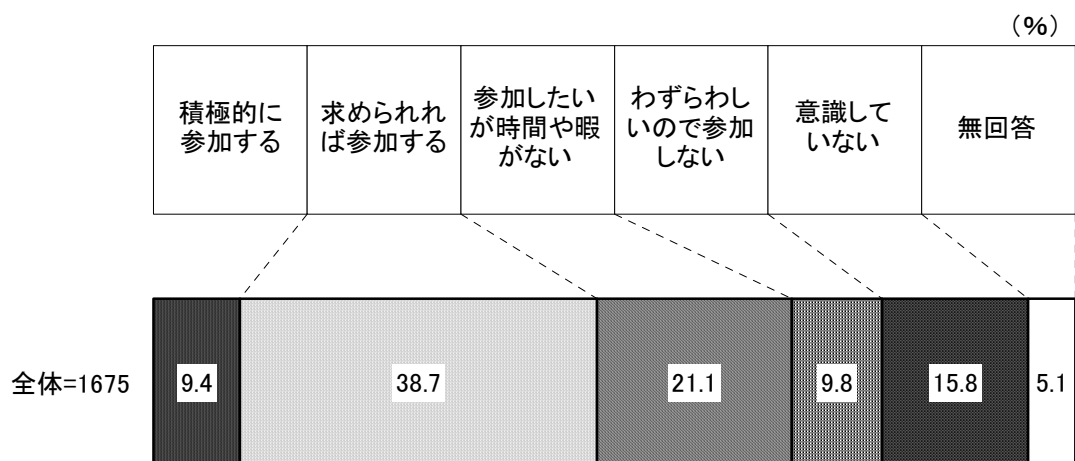 （％）
積極的に
参加する
求められれ
ば参加する
参加したい
が時間や暇
がない
わずらわし
いので参加
しない
意識して
いない
無回答
全体=1675
9.4
38.7
21.1
9.8
15.8
5.1